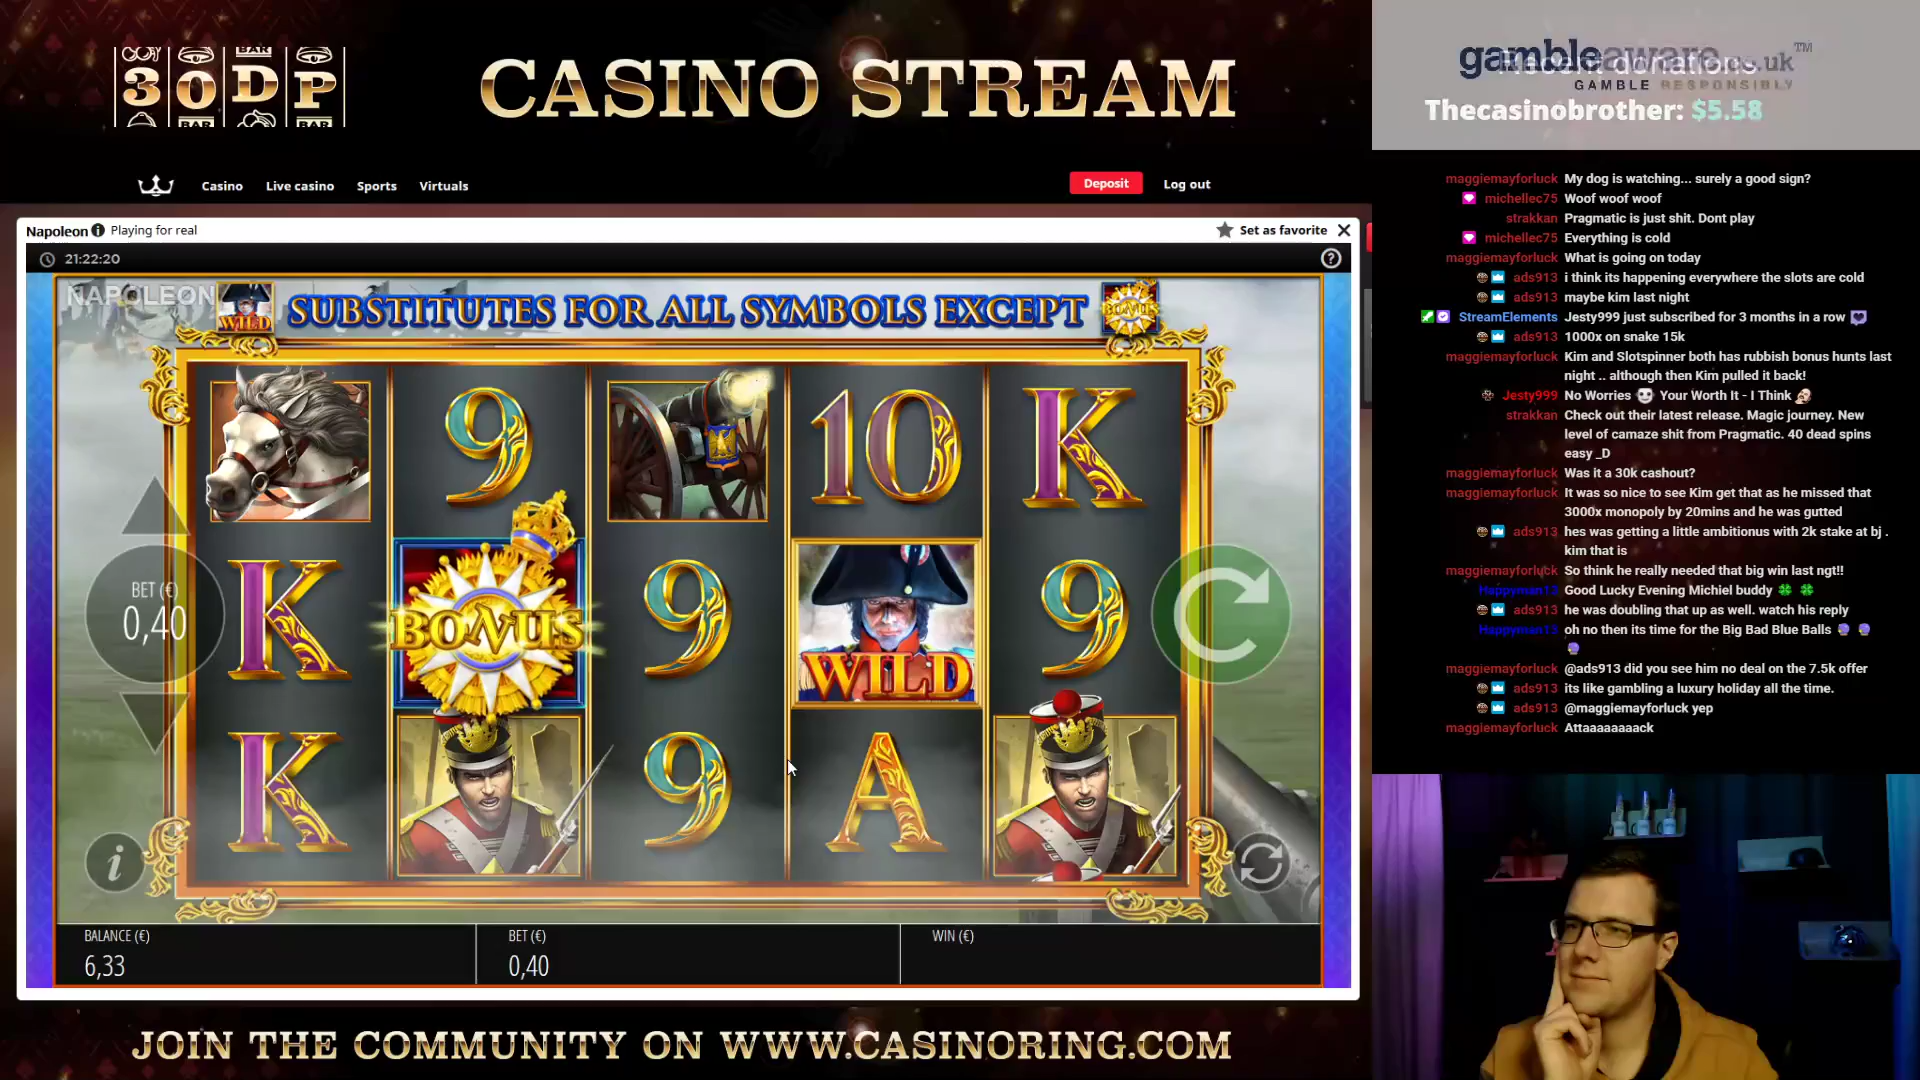 30DP
BAR
BAR
BAR
CASINO STREAM
Casino
Live casino
Sports
Virtuals
Deposit
Log out
Napoleon
Playing for real
Set as favorite
21:22:20
NAPOLEON
WILD
SUBSTITUTES FOR ALL SYMBOLS EXCEPT
BONUS
9
10
K
BET (€)
0,40
K
BONUS
9
WILD
9
K
9
A
BALANCE (€)
6,33
BET (€)
0,40
WIN (€)
JOIN THE COMMUNITY ON WWW.CASINORING.COM
gambleaware.co.uk™
Recent donations
GAMBLE RESPONSIBLY
Thecasinobrother: $5.58
maggiemayforluck My dog is watching... surely a good sign?
michellec75 Woof woof woof
strakkan Pragmatic is just shit. Dont play
michellec75 Everything is cold
maggiemayforluck What is going on today
ads913 i think its happening everywhere the slots are cold
ads913 maybe kim last night
StreamElements Jesty999 just subscribed for 3 months in a row
ads913 1000x on snake 15k
maggiemayforluck Kim and Slotspinner both has rubbish bonus hunts last
night .. although then Kim pulled it back!
Jesty999 No Worries Your Worth It - I Think
strakkan Check out their latest release. Magic journey. New
level of camaze shit from Pragmatic. 40 dead spins
easy _D
maggiemayforluck Was it a 30k cashout?
maggiemayforluck It was so nice to see Kim get that as he missed that
3000x monopoly by 20mins and he was gutted
ads913 hes was getting a little ambitionus with 2k stake at bj .
kim that is
maggiemayforluck So think he really needed that big win last ngt!!
Happyman13 Good Lucky Evening Michiel buddy
ads913 he was doubling that up as well. watch his reply
Happyman13 oh no then its time for the Big Bad Blue Balls
maggiemayforluck @ads913 did you see him no deal on the 7.5k offer
ads913 its like gambling a luxury holiday all the time.
ads913 @maggiemayforluck yep
maggiemayforluck Attaaaaaaaack